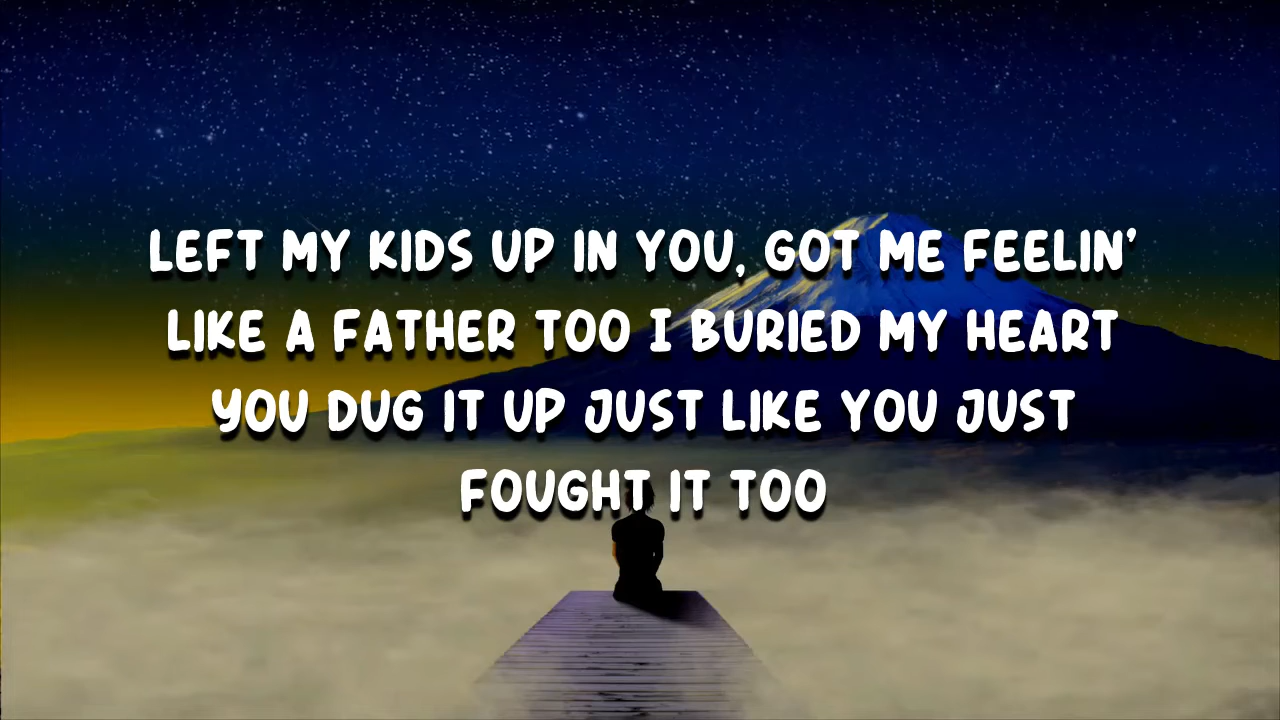 LEFT MY KIDS UP IN YOU, GOT ME FEELIN'
LIKE A FATHER TOO I BURIED MY HEART
YOU DUG IT UP JUST LIKE YOU JUST
FOUGHT IT TOO